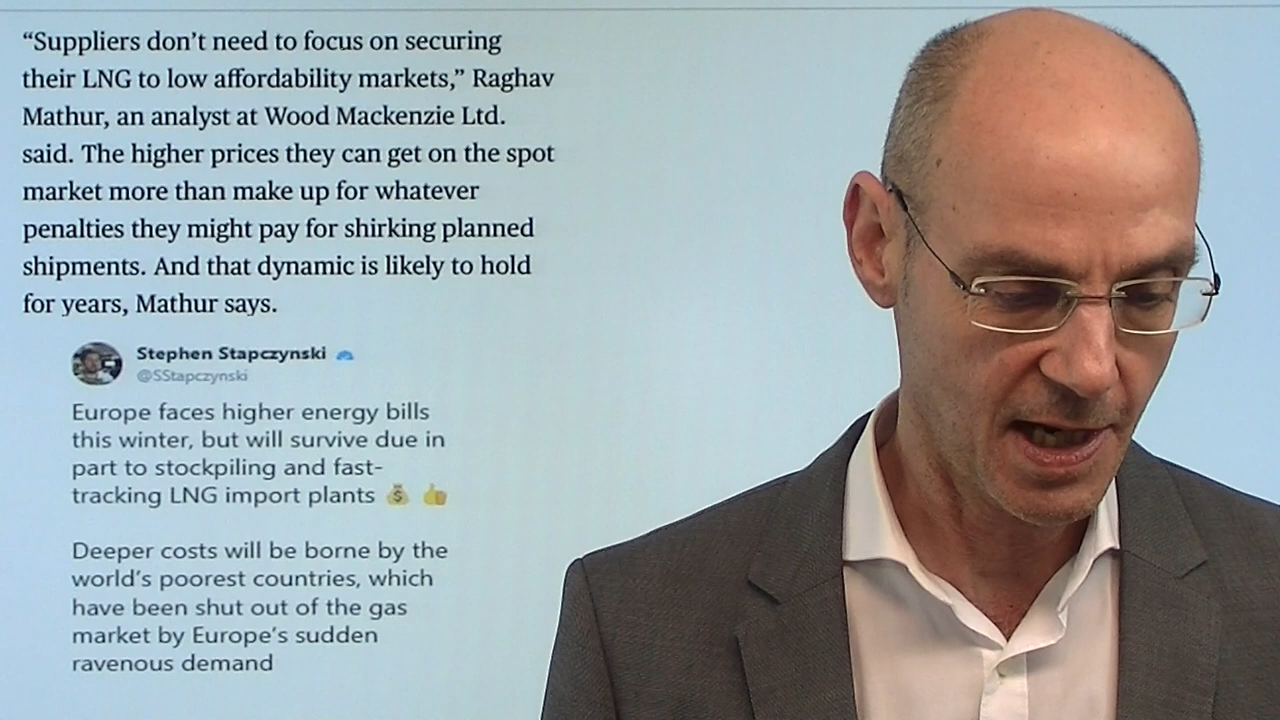 “Suppliers don’t need to focus on securing
their LNG to low affordability markets,” Raghav
Mathur, an analyst at Wood Mackenzie Ltd.
said. The higher prices they can get on the spot
market more than make up for whatever
penalties they might pay for shirking planned
shipments. And that dynamic is likely to hold
for years, Mathur says.
Stephen Stapczynski
@SStapczynski
Europe faces higher energy bills
this winter, but will survive due in
part to stockpiling and fast-
tracking LNG import plants 💰 👍
Deeper costs will be borne by the
world’s poorest countries, which
have been shut out of the gas
market by Europe’s sudden
ravenous demand